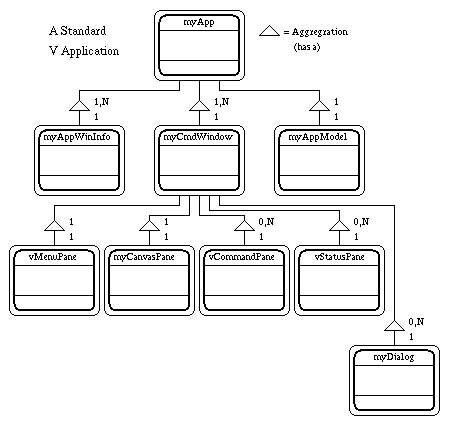 myApp
A Standard
V Application
= Aggregration
(has a)
1,N
1
1,N
1
1
1
myAppWinInfo
myCmdWindow
myAppModel
1
1
1
1
0,N
1
0,N
1
vMenuPane
myCanvasPane
vCommandPane
vStatusPane
0,N
1
myDialog